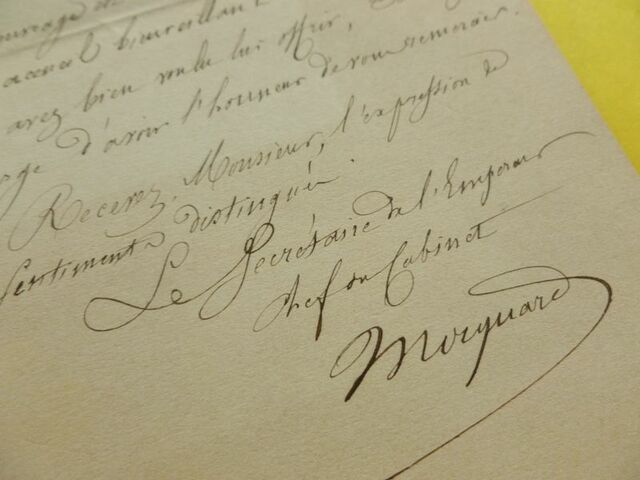 ouvrage de
accueil bienveillant
avez bien voulu lui offrir,
d'avoir l'honneur de vous remercier.
Recevez, Monsieur, l'expression de
sentiments distingués.
Le Secrétaire de l'Empereur
chef du Cabinet
Mocquard